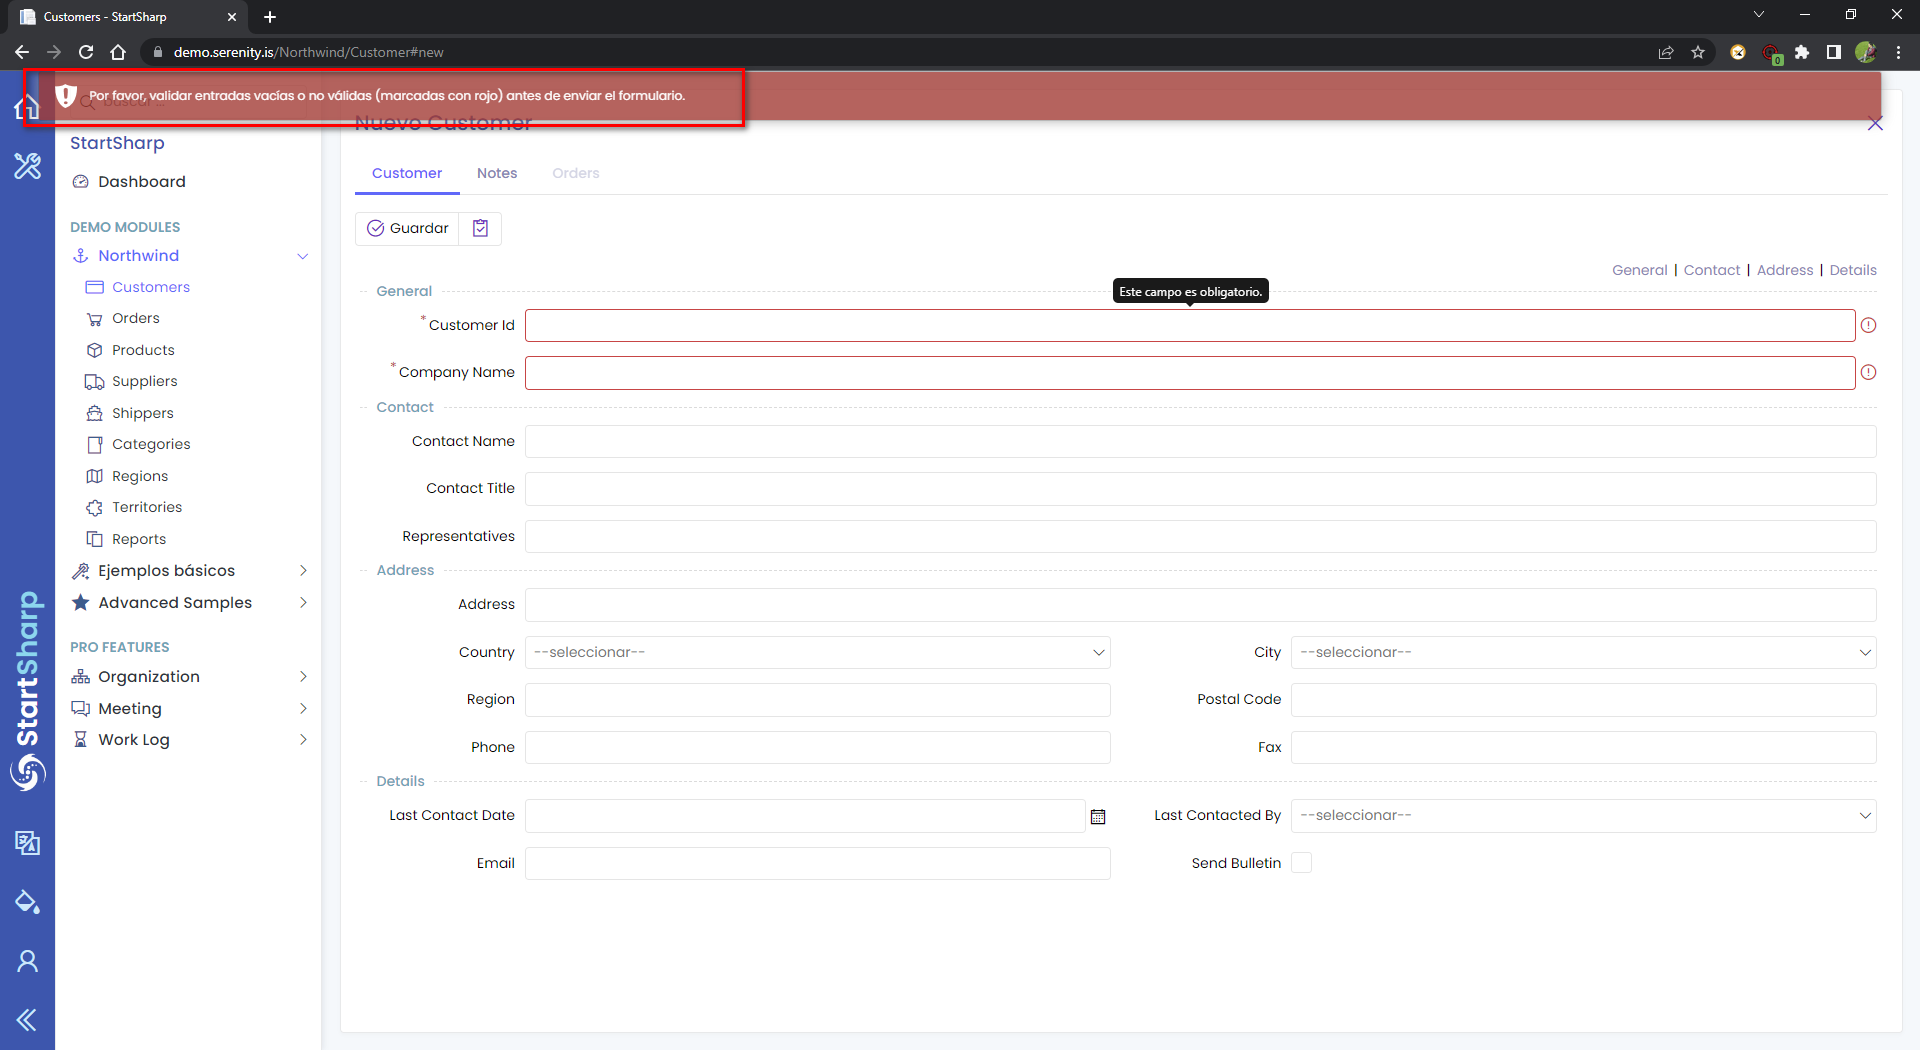 Customers - StartSharp
demo.serenity.is/Northwind/Customer#new
0
Por favor, validar entradas vacías o no válidas (marcadas con rojo) antes de enviar el formulario.
Nuevo Customer
StartSharp
Dashboard
DEMO MODULES
Northwind
Customers
Orders
Products
Suppliers
Shippers
Categories
Regions
Territories
Reports
Ejemplos básicos
Advanced Samples
PRO FEATURES
Organization
Meeting
Work Log
StartSharp
Customer Notes Orders
Guardar
General | Contact | Address | Details
General
Este campo es obligatorio.
* Customer Id
* Company Name
Contact
Contact Name
Contact Title
Representatives
Address
Address
Country --seleccionar-- City --seleccionar--
Region Postal Code
Phone Fax
Details
Last Contact Date Last Contacted By --seleccionar--
Email Send Bulletin